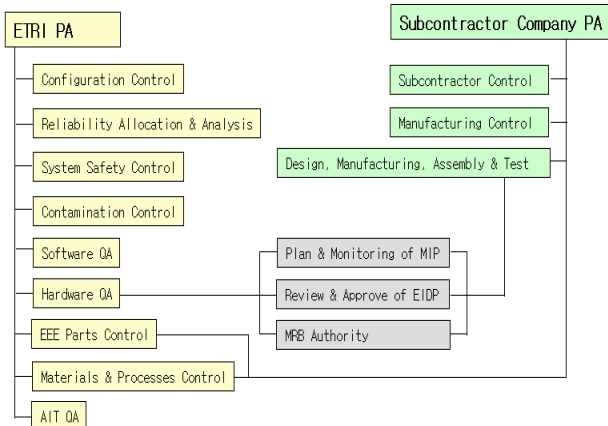 ETRI PA
Subcontractor Company PA
Configuration Control
Subcontractor Control
Reliability Allocation & Analysis
Manufacturing Control
System Safety Control
Design, Manufacturing, Assembly & Test
Contamination Control
Software QA
Plan & Monitoring of MIP
Hardware QA
Review & Approve of EIDP
EEE Parts Control
MRB Authority
Materials & Processes Control
AIT QA